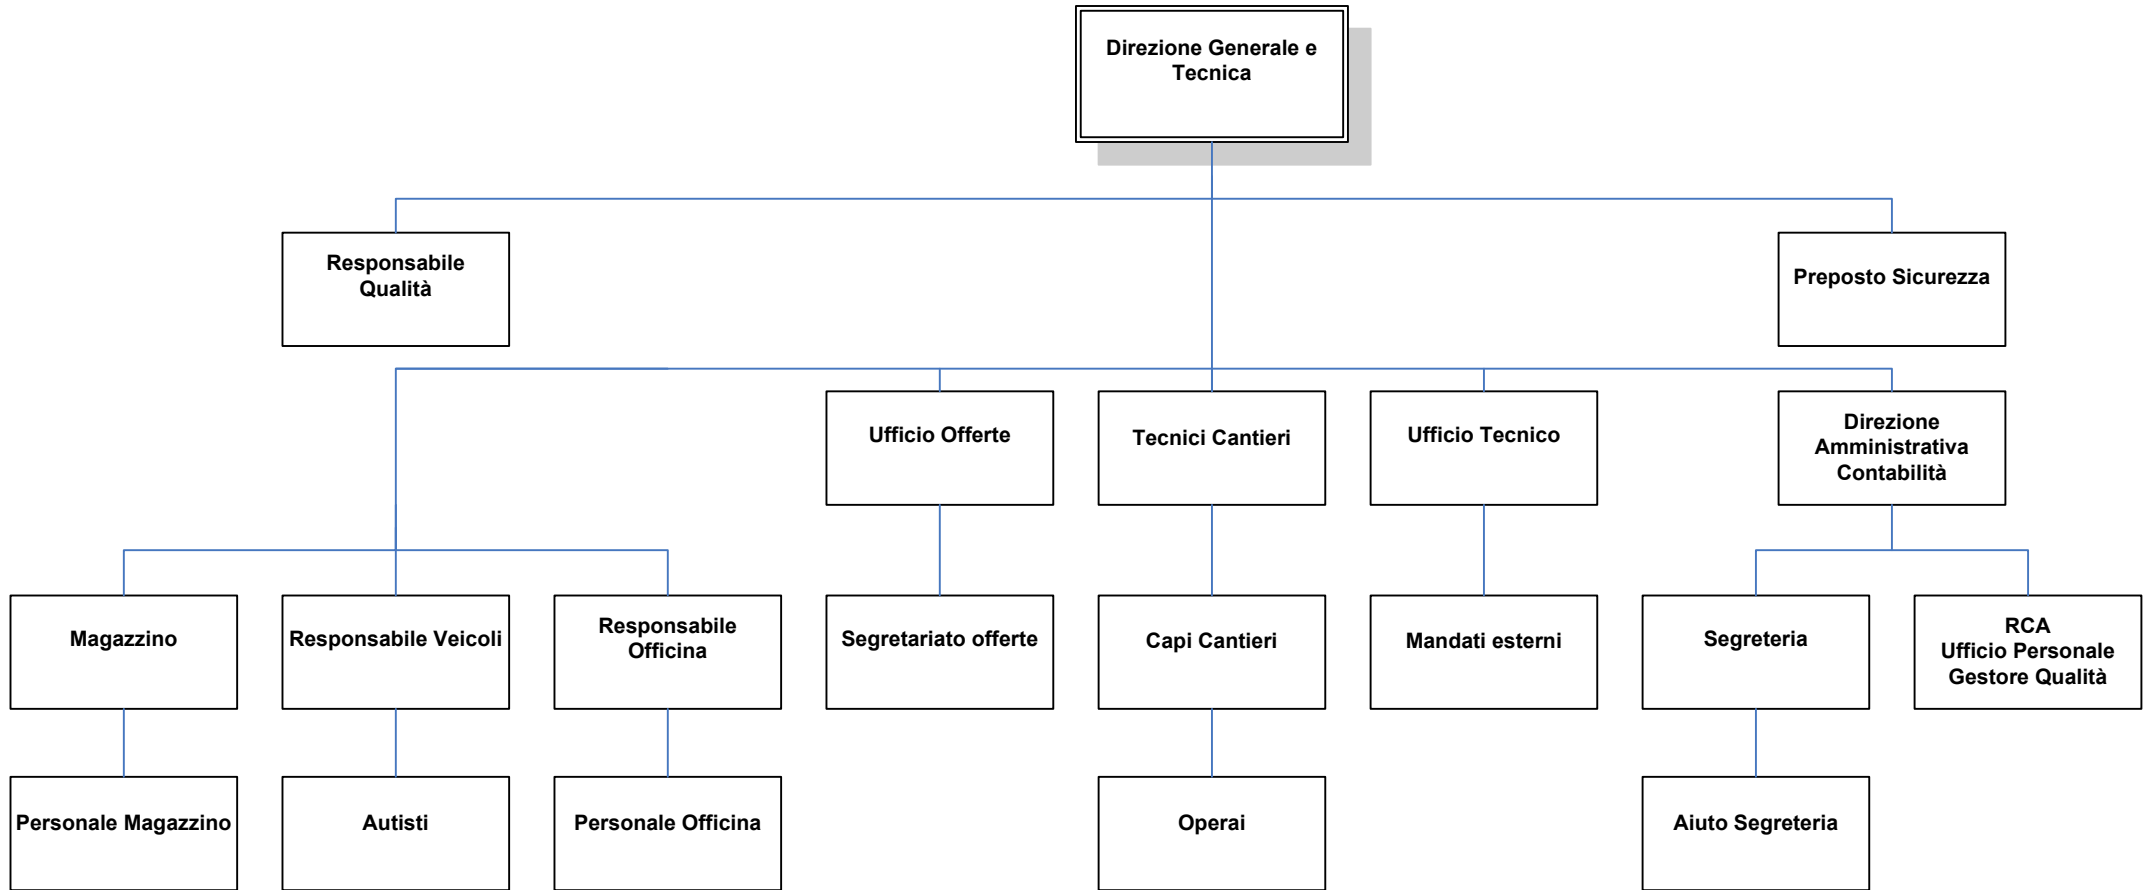 Direzione Generale e
Tecnica
Responsabile
Qualità
Preposto Sicurezza
Ufficio Offerte
Tecnici Cantieri
Ufficio Tecnico
Direzione
Amministrativa
Contabilità
Magazzino
Responsabile Veicoli
Responsabile
Officina
Segretariato offerte
Capi Cantieri
Mandati esterni
Segreteria
RCA
Ufficio Personale
Gestore Qualità
Personale Magazzino
Autisti
Personale Officina
Operai
Aiuto Segreteria